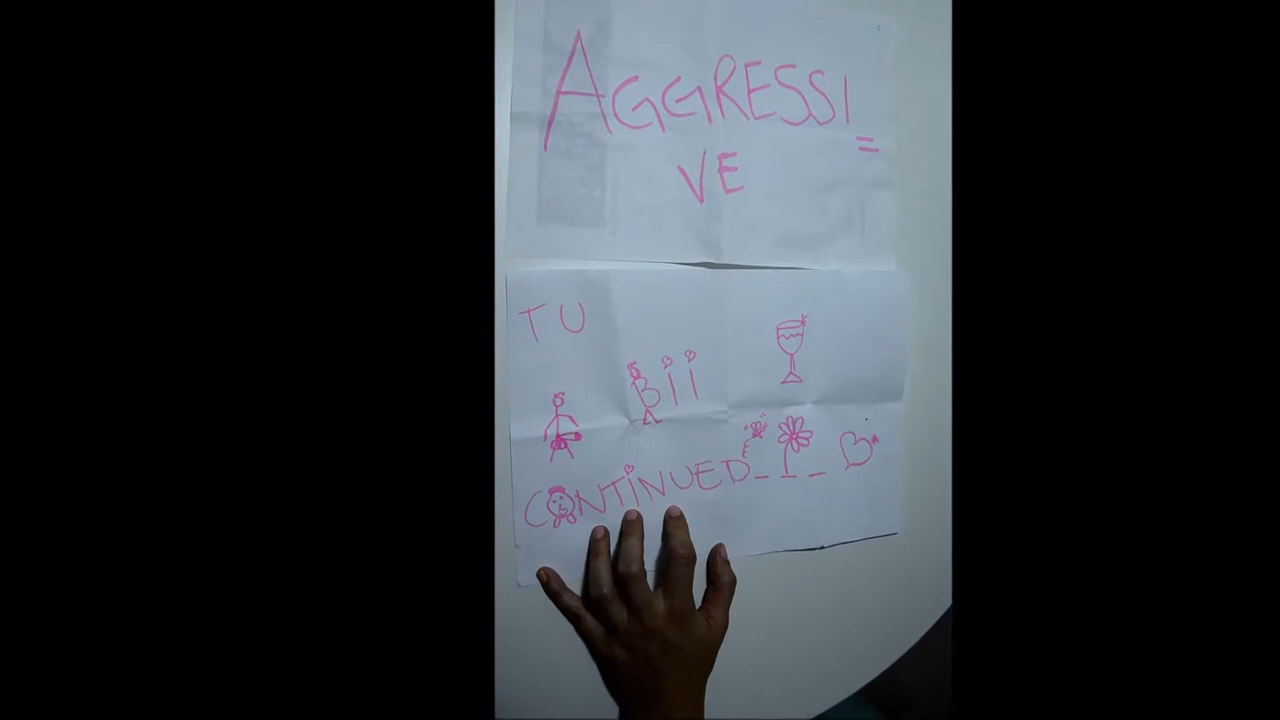 AGGRESSI=
VE
TU
Bii
CONTiNUED_ _ _